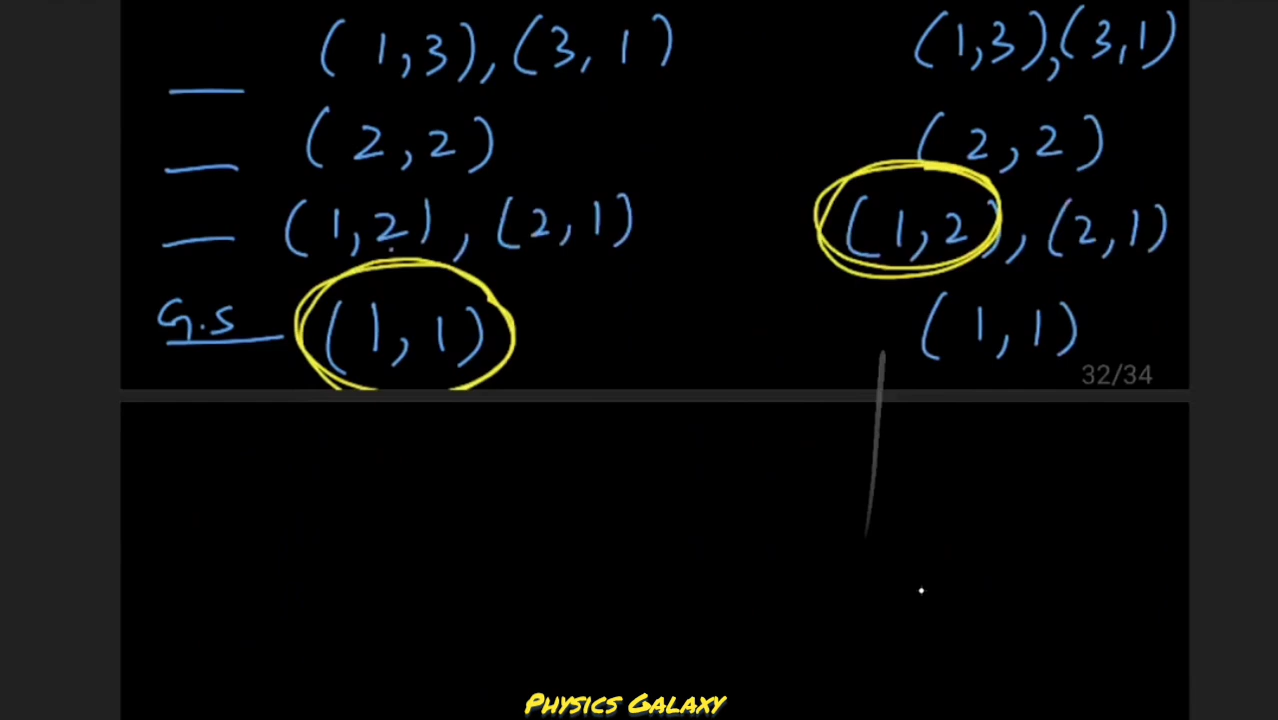 (1,3),(3,1) (1,3),(3,1)
(2,2) (2,2)
(1,2),(2,1) (1,2),(2,1)
G.S (1,1) (1,1)
32/34
PHYSICS GALAXY